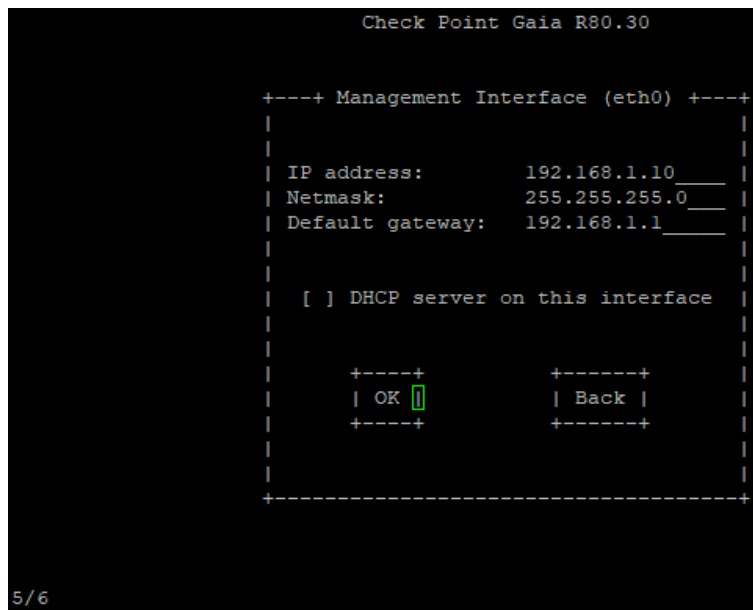 Check Point Gaia R80.30
Management Interface (eth0)
IP address: 192.168.1.10
Netmask: 255.255.255.0
Default gateway: 192.168.1.1
[ ] DHCP server on this interface
OK Back
5/6